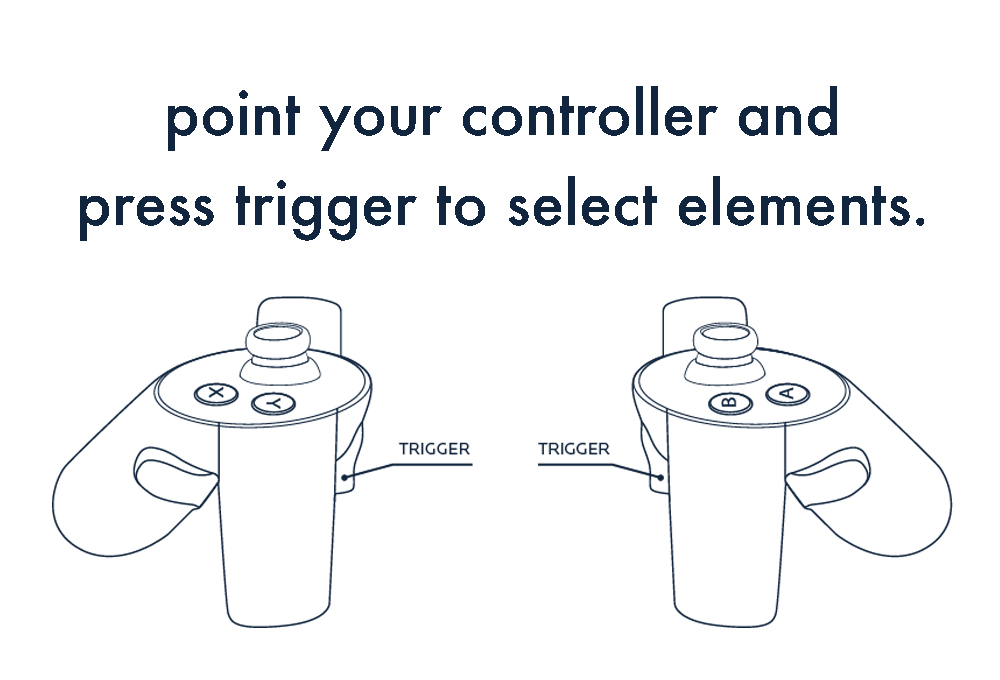 point your controller and
press trigger to select elements.
X
Y
B
A
TRIGGER
TRIGGER